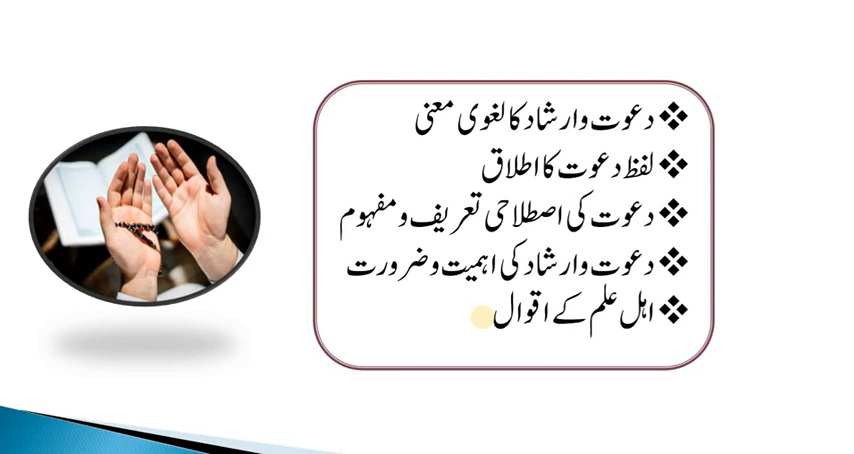 ❖ دعوت وارشاد کا لغوی معنی
❖ لفظ دعوت کا اطلاق
❖ دعوت کی اصطلاحی تعریف و مفہوم
❖ دعوت وارشاد کی اہمیت و ضرورت
❖ اہل علم کے اقوال